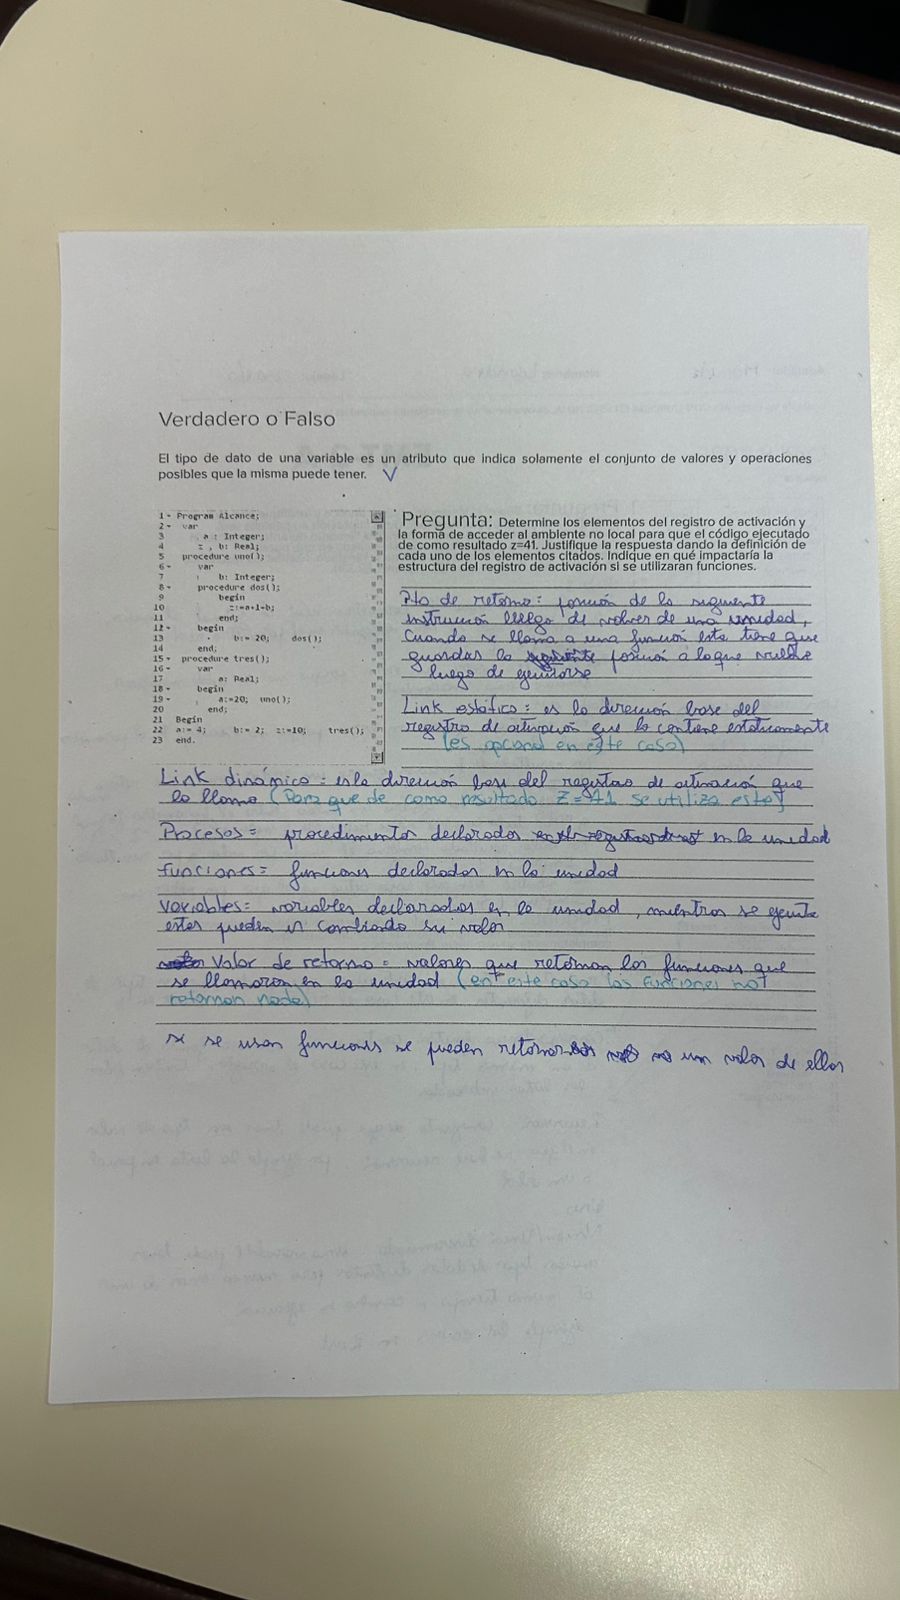 Verdadero o Falso
El tipo de dato de una variable es un atributo que indica solamente el conjunto de valores y operaciones
posibles que la misma puede tener. V
1 - Program Alcance;
2 - var
3 a : Integer;
4 z , b: Real;
5 procedure uno();
6 - var
7 b: Integer;
8 - procedure dos();
9 begin
10 z:=a+1+b;
11 end;
12 - begin
13 b:= 20; dos();
14 end;
15 - procedure tres();
16 - var
17 a: Real;
18 - begin
19 - a:=20; uno();
20 end;
21 Begin
22 a:= 4; b:= 2; z:=10; tres();
23 end.
Pregunta: Determine los elementos del registro de activación y
la forma de acceder al ambiente no local para que el código ejecutado
de como resultado z=41. Justifique la respuesta dando la definición de
cada uno de los elementos citados. Indique en qué impactaría la
estructura del registro de activación si se utilizaran funciones.
Pto de retorno: posición de la siguiente
instrucción luego de volver de una unidad,
Cuando se llama a una función esta tiene que
guardar la posición a la que vuelve
luego de ejecutarse
Link estático: es la dirección base del
registro de activación que lo contiene estáticamente
(es opcional en este caso)
Link dinámico: es la dirección base del registro de activación que
lo llamo (Para que de como resultado z=41 se utiliza este)
Procesos= procedimientos declarados en la unidad
Funciones= funciones declaradas en la unidad
Variables= variables declaradas en la unidad, mientras se ejecuta
estas pueden ir cambiando su valor
Valor de retorno= valores que retornan las funciones que
se llamaron en la unidad (en este caso las funciones no
retornan nada)
si se usan funciones se pueden retornar un valor de ellas